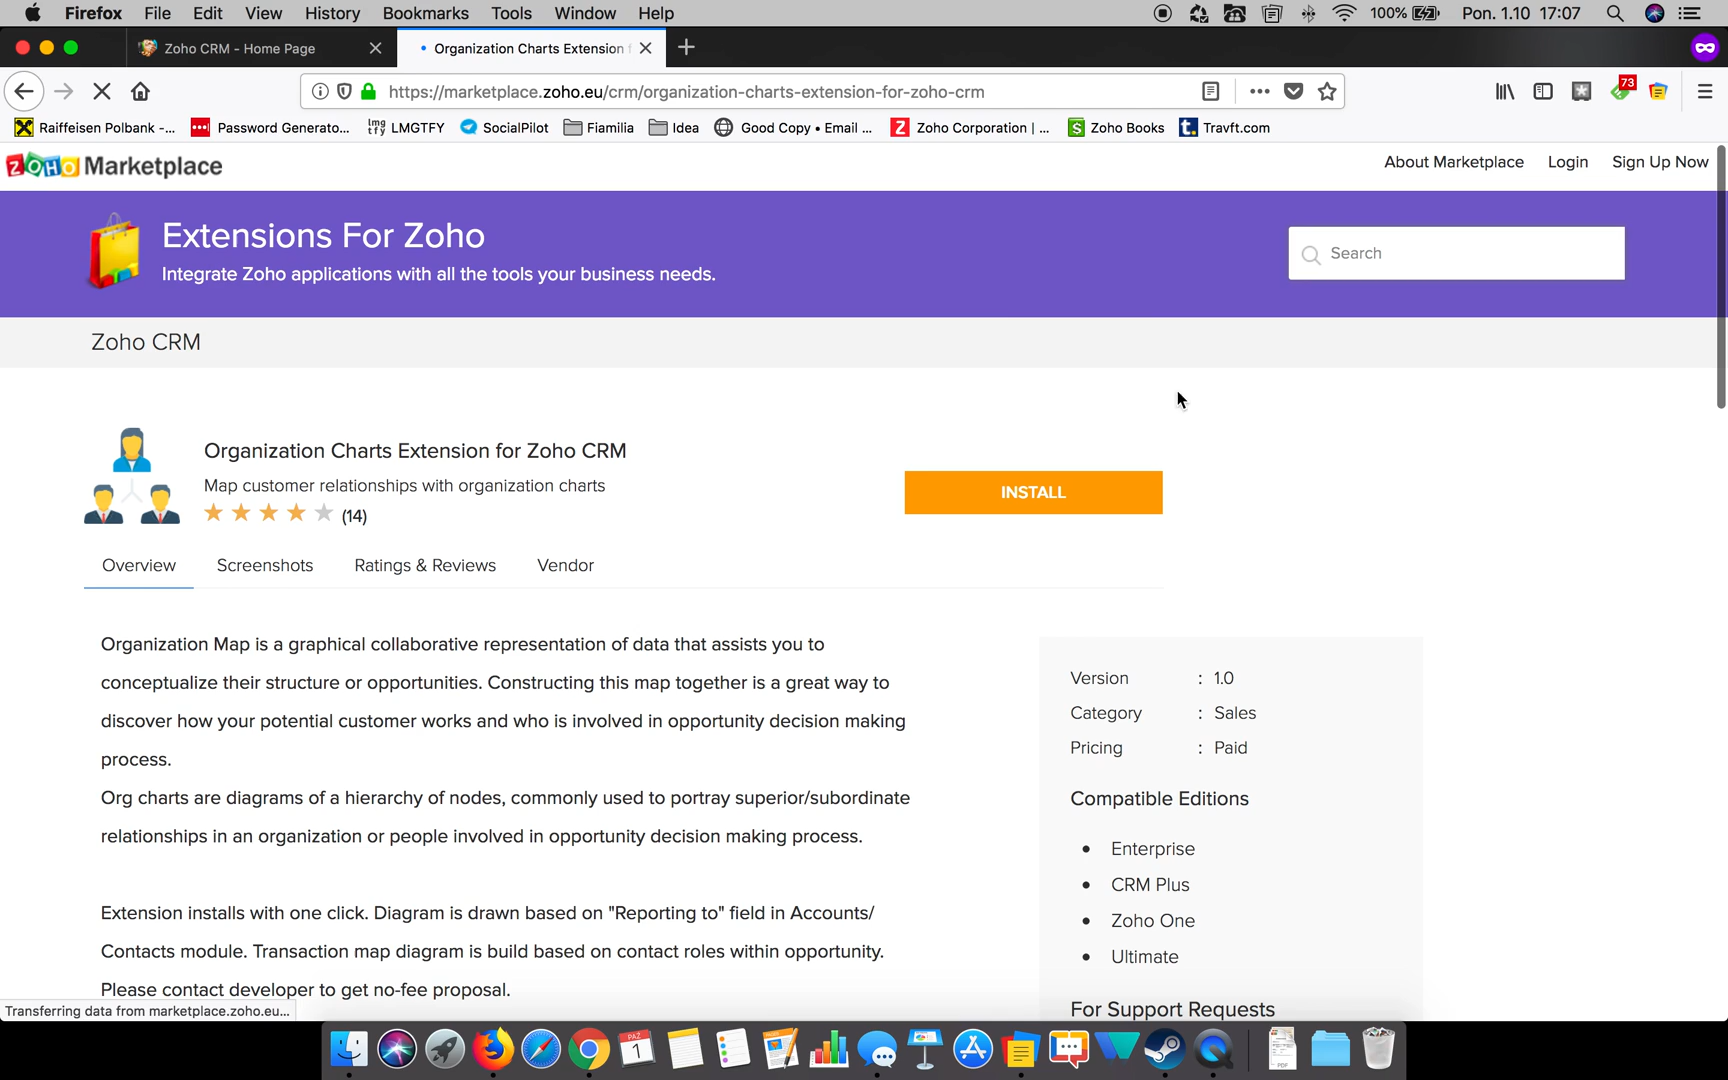 Firefox File Edit View History Bookmarks Tools Window Help 100% Pon. 1.10 17:07
Zoho CRM - Home Page Organization Charts Extension f
https://marketplace.zoho.eu/crm/organization-charts-extension-for-zoho-crm 73
Raiffeisen Polbank -... Password Generato... lmg tfy LMGTFY SocialPilot Fiamilia Idea Good Copy • Email ... Zoho Corporation | ... Zoho Books Travft.com
ZOHO Marketplace About Marketplace Login Sign Up Now
Extensions For Zoho
Integrate Zoho applications with all the tools your business needs.
Search
Zoho CRM
Organization Charts Extension for Zoho CRM
Map customer relationships with organization charts
(14)
INSTALL
Overview Screenshots Ratings & Reviews Vendor
Organization Map is a graphical collaborative representation of data that assists you to
conceptualize their structure or opportunities. Constructing this map together is a great way to
discover how your potential customer works and who is involved in opportunity decision making
process.
Org charts are diagrams of a hierarchy of nodes, commonly used to portray superior/subordinate
relationships in an organization or people involved in opportunity decision making process.
Extension installs with one click. Diagram is drawn based on "Reporting to" field in Accounts/
Contacts module. Transaction map diagram is build based on contact roles within opportunity.
Please contact developer to get no-fee proposal.
Version : 1.0
Category : Sales
Pricing : Paid
Compatible Editions
Enterprise
CRM Plus
Zoho One
Ultimate
For Support Requests
Transferring data from marketplace.zoho.eu...
PAŹ
1
PDF